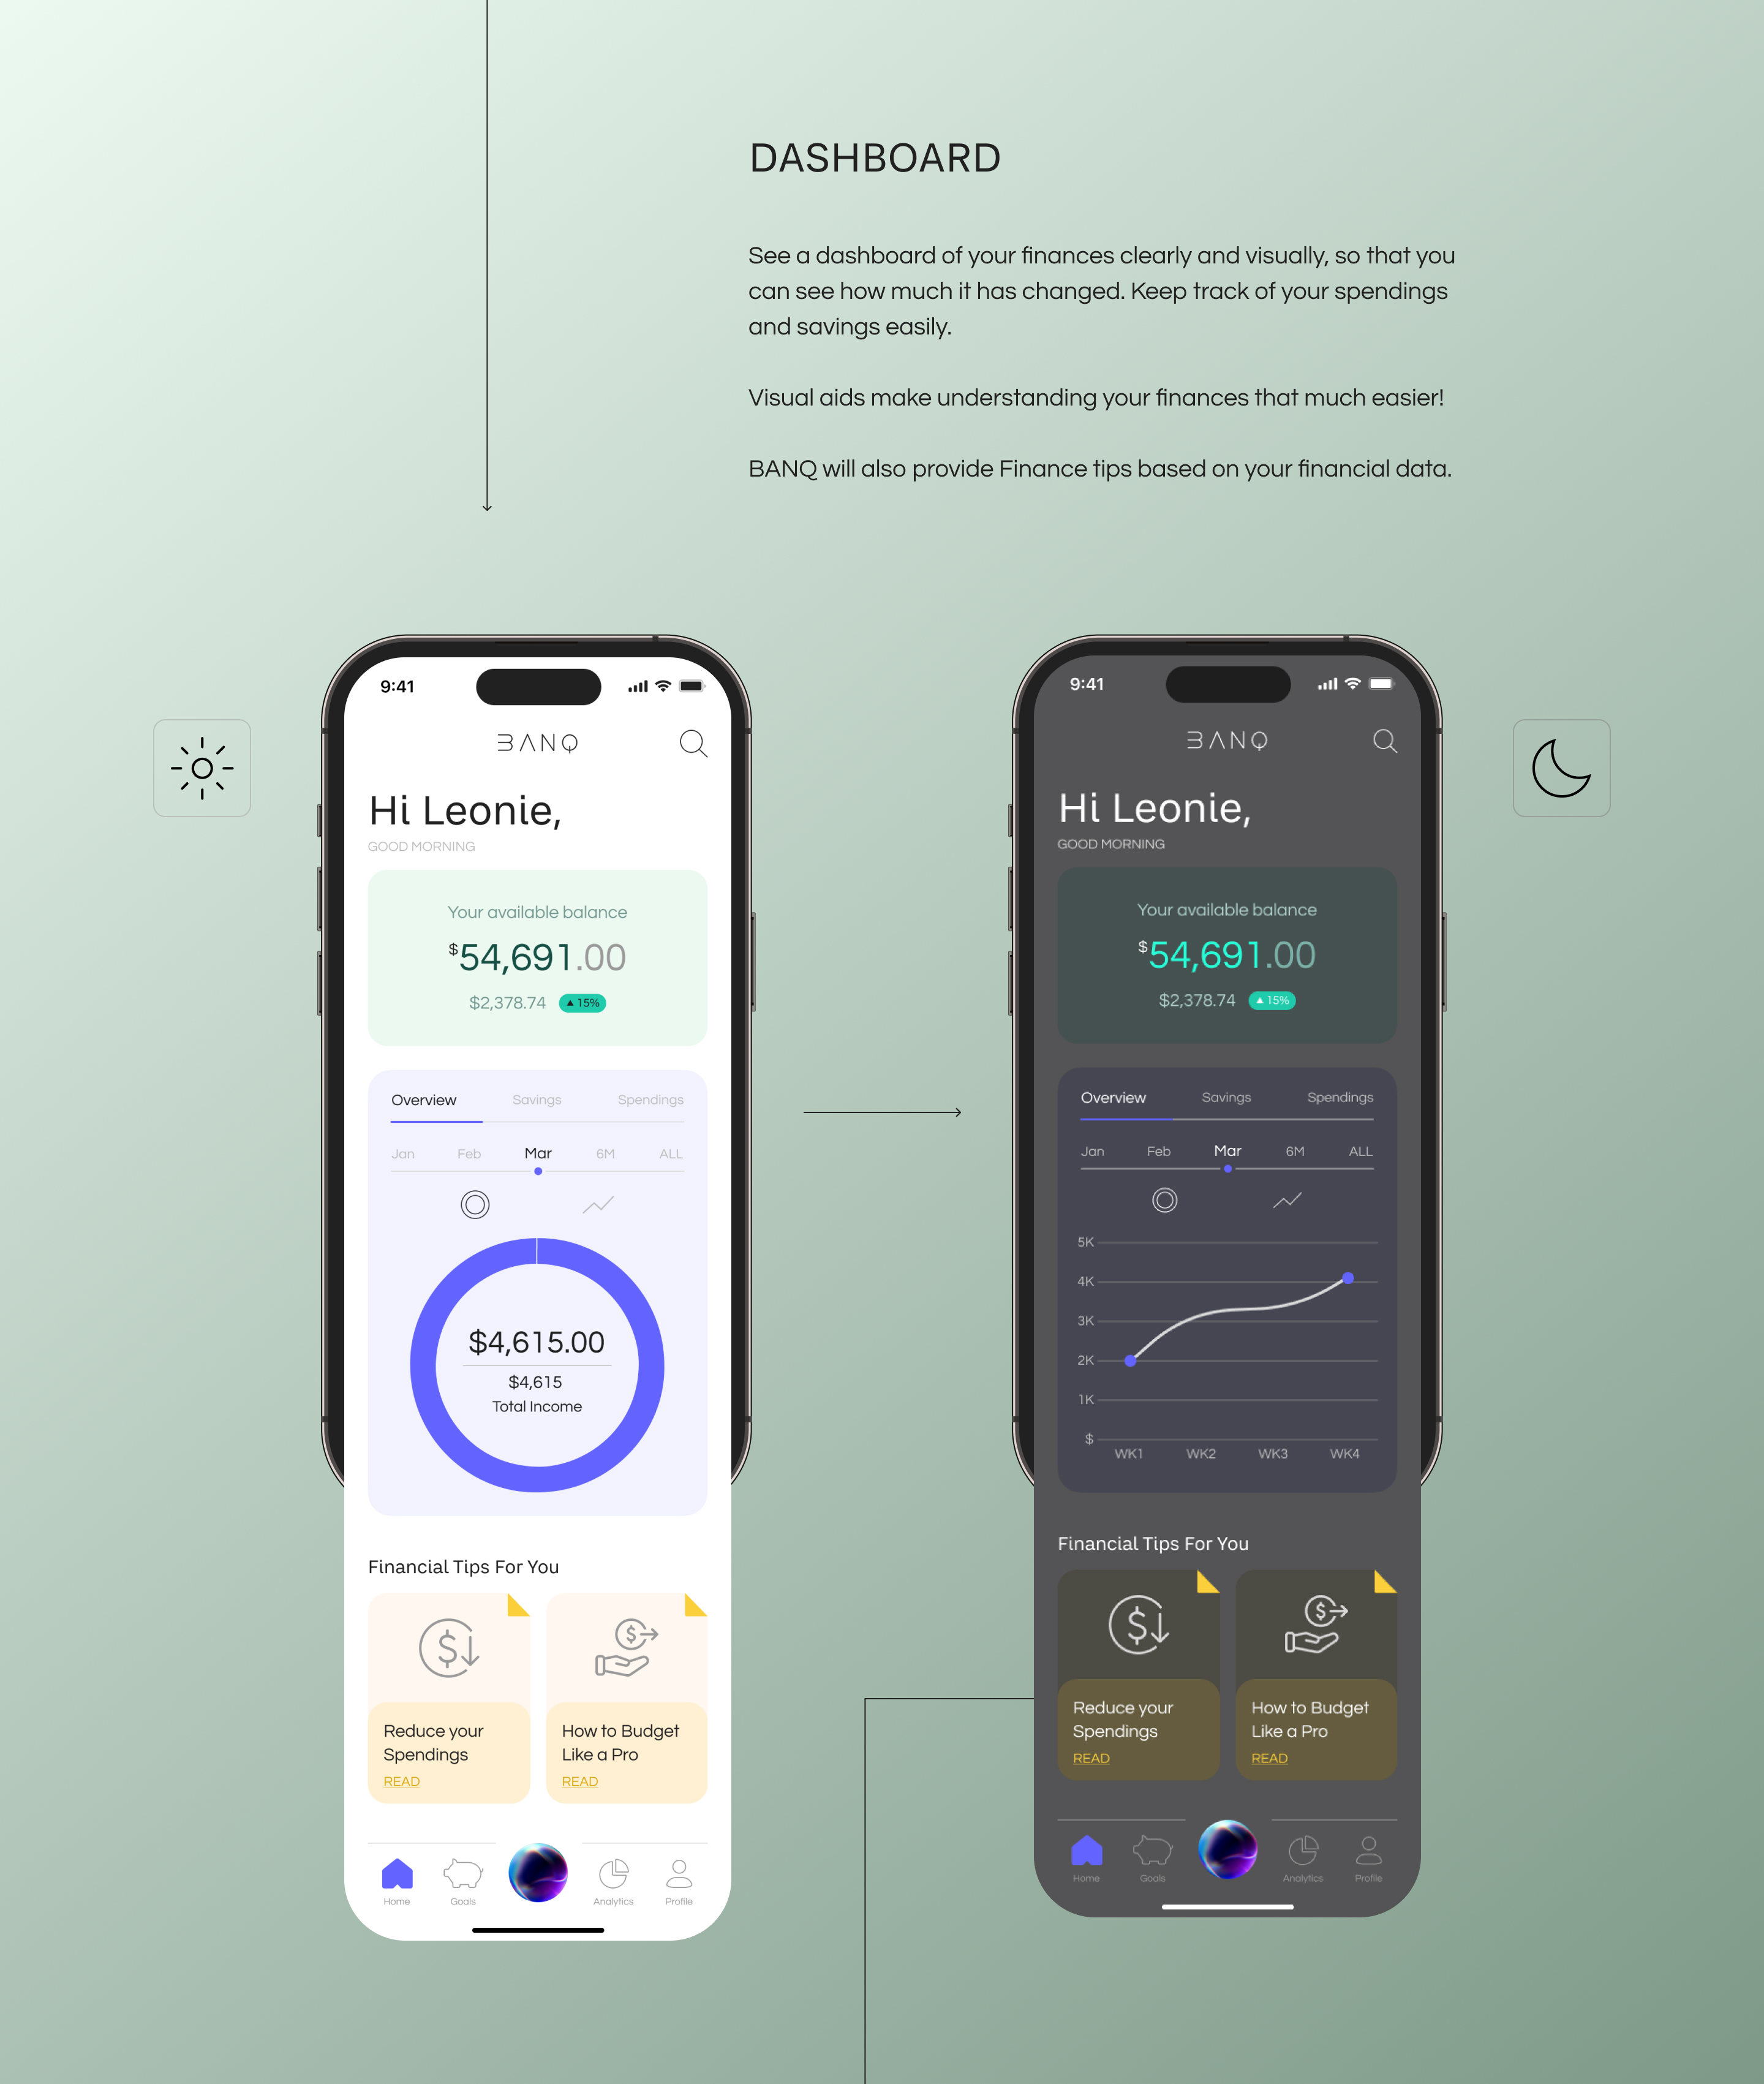 DASHBOARD
See a dashboard of your finances clearly and visually, so that you
can see how much it has changed. Keep track of your spendings
and savings easily.
Visual aids make understanding your finances that much easier!
BANQ will also provide Finance tips based on your financial data.
9:41
BANQ
Hi Leonie,
GOOD MORNING
Your available balance
$54,691.00
$2,378.74 15%
Overview Savings Spendings
Jan Feb Mar 6M ALL
$4,615.00
$4,615
Total Income
Financial Tips For You
Reduce your
Spendings
READ
How to Budget
Like a Pro
READ
Home Goals Analytics Profile
9:41
BANQ
Hi Leonie,
GOOD MORNING
Your available balance
$54,691.00
$2,378.74 15%
Overview Savings Spendings
Jan Feb Mar 6M ALL
5K
4K
3K
2K
1K
$
WK1 WK2 WK3 WK4
Financial Tips For You
Reduce your
Spendings
READ
How to Budget
Like a Pro
READ
Home Goals Analytics Profile